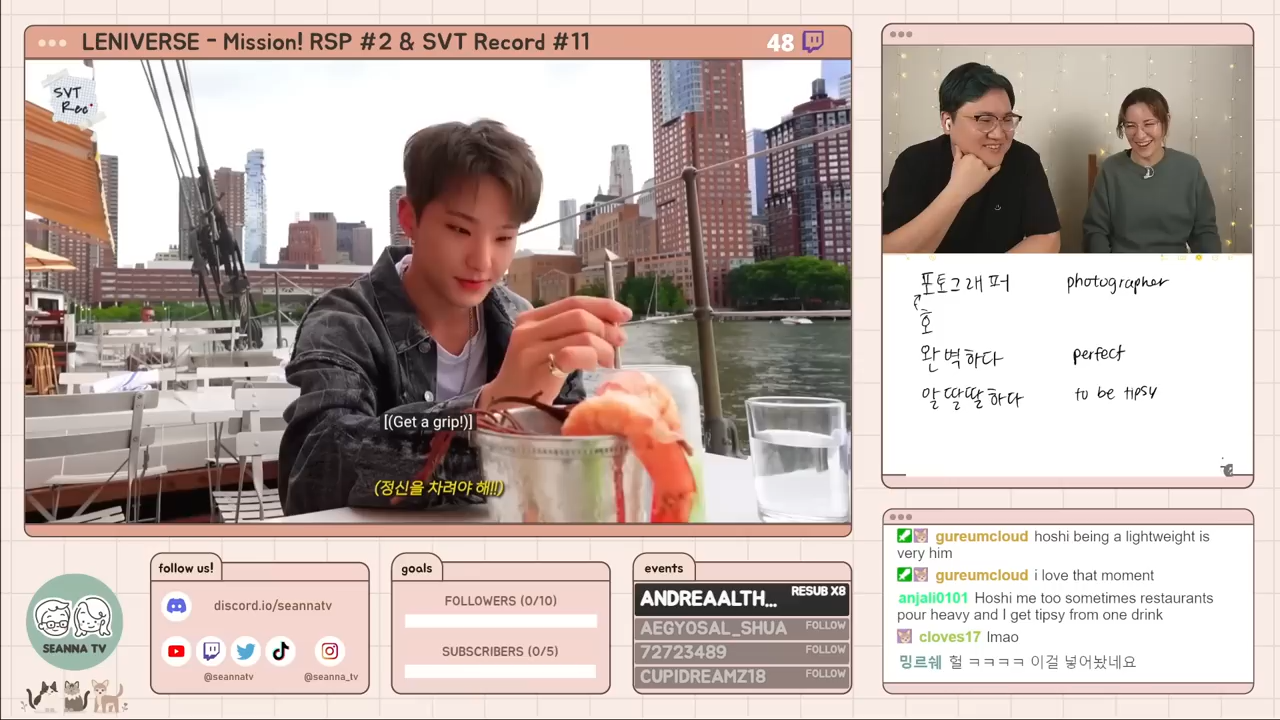 LENIVERSE - Mission! RSP #2 & SVT Record #11
48
SVT
Rec
[(Get a grip!)]
(정신을 차려야 해!!)
포토그래퍼 photographer
호
완벽하다 perfect
알딸딸하다 to be tipsy
gureumcloud hoshi being a lightweight is
very him
gureumcloud i love that moment
anjali0101 Hoshi me too sometimes restaurants
pour heavy and I get tipsy from one drink
cloves17 lmao
밍르쉐 헐 ㅋㅋㅋㅋ 이걸 넣어놨네요
SEANNA TV
follow us!
discord.io/seannatv
@seannatv
@seanna_tv
goals
FOLLOWERS (0/10)
SUBSCRIBERS (0/5)
events
ANDREAALTH... RESUB X8
AEGYOSAL_SHUA FOLLOW
72723489 FOLLOW
CUPIDREAMZ18 FOLLOW